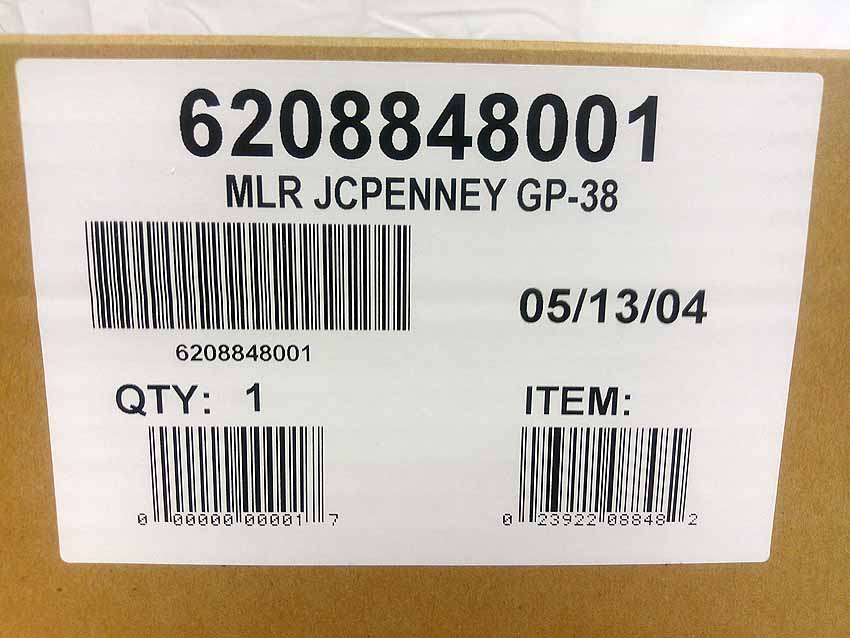 6208848001
MLR JCPENNEY GP-38
05/13/04
6208848001
QTY: 1
ITEM:
0 00000 00001 7
0 23922 08848 2